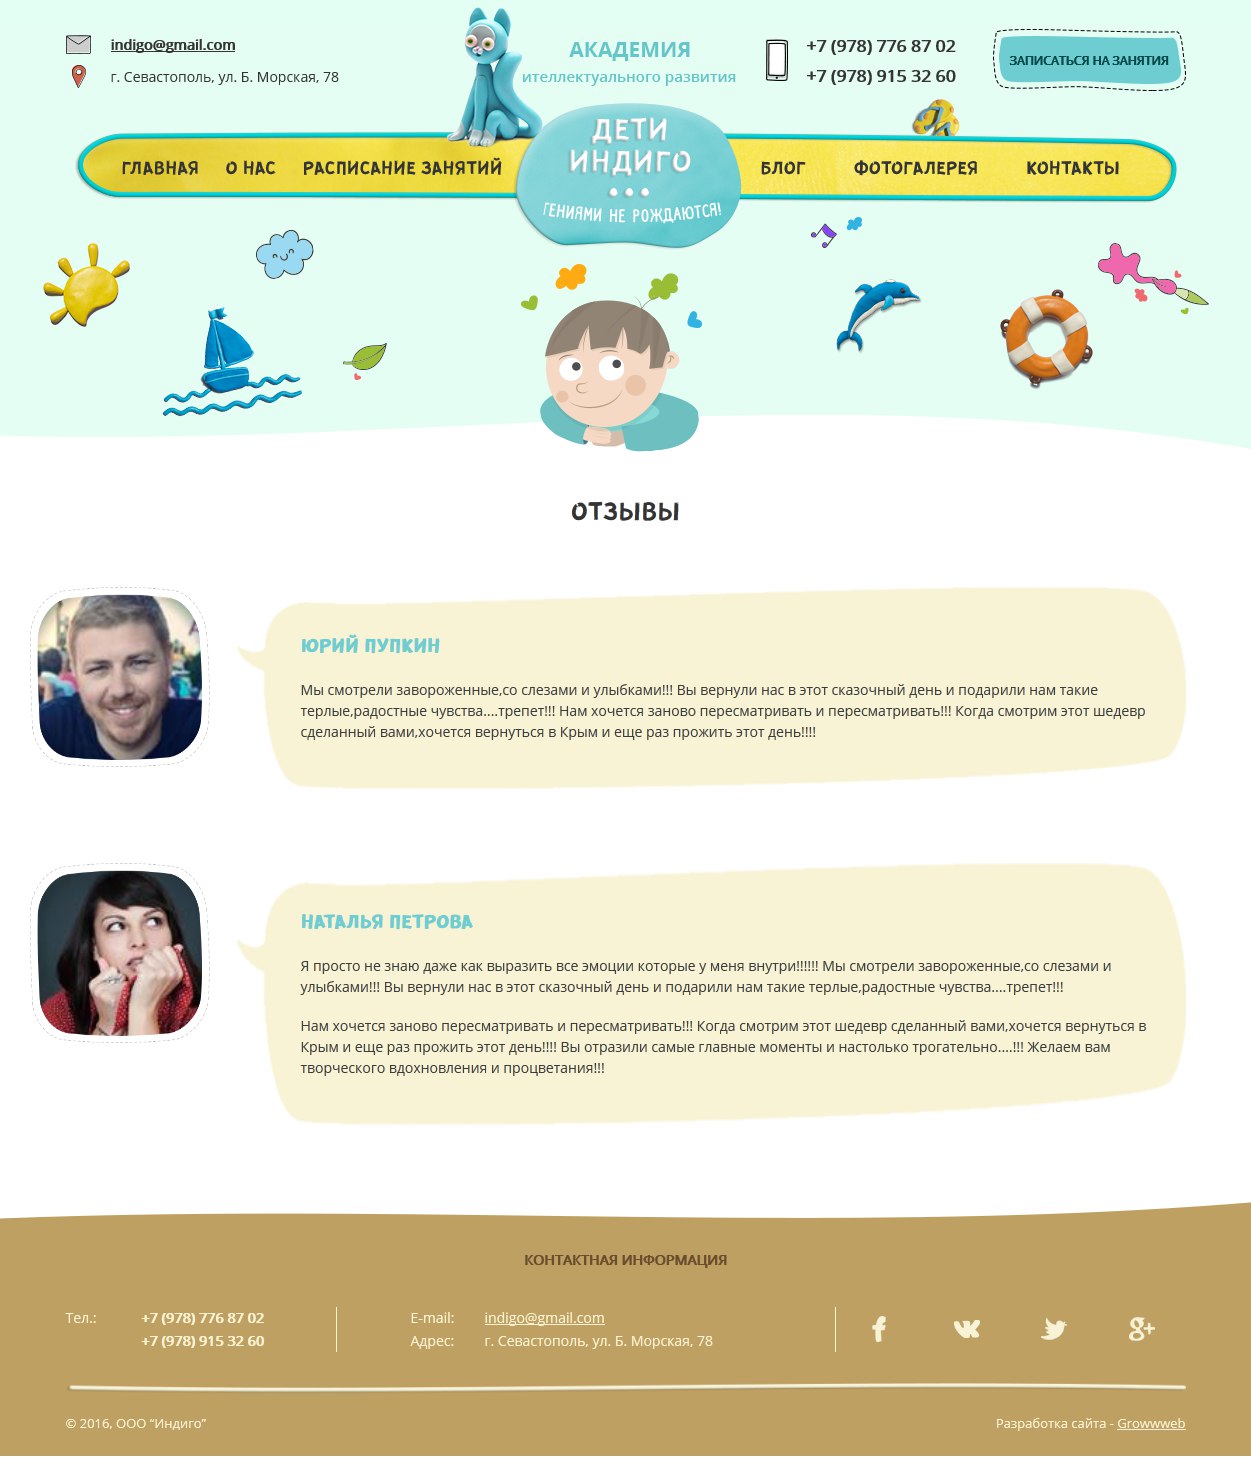 indigo@gmail.com
г. Севастополь, ул. Б. Морская, 78
АКАДЕМИЯ
ителлектуального развития
+7 (978) 776 87 02
+7 (978) 915 32 60
ЗАПИСАТЬСЯ НА ЗАНЯТИЯ
ГЛАВНАЯ О НАС РАСПИСАНИЕ ЗАНЯТИЙ
ДЕТИ
ИНДИГО
ГЕНИЯМИ НЕ РОЖДАЮТСЯ!
БЛОГ ФОТОГАЛЕРЕЯ КОНТАКТЫ
ОТЗЫВЫ
ЮРИЙ ПУПКИН
Мы смотрели завороженные,со слезами и улыбками!!! Вы вернули нас в этот сказочный день и подарили нам такие
терлые,радостные чувства....трепет!!! Нам хочется заново пересматривать и пересматривать!!! Когда смотрим этот шедевр
сделанный вами,хочется вернуться в Крым и еще раз прожить этот день!!!!
НАТАЛЬЯ ПЕТРОВА
Я просто не знаю даже как выразить все эмоции которые у меня внутри!!!!!! Мы смотрели завороженные,со слезами и
улыбками!!! Вы вернули нас в этот сказочный день и подарили нам такие терлые,радостные чувства....трепет!!!
Нам хочется заново пересматривать и пересматривать!!! Когда смотрим этот шедевр сделанный вами,хочется вернуться в
Крым и еще раз прожить этот день!!!! Вы отразили самые главные моменты и настолько трогательно....!!! Желаем вам
творческого вдохновения и процветания!!!
КОНТАКТНАЯ ИНФОРМАЦИЯ
Тел.: +7 (978) 776 87 02
+7 (978) 915 32 60
E-mail: indigo@gmail.com
Адрес: г. Севастополь, ул. Б. Морская, 78
© 2016, ООО “Индиго”
Разработка сайта - Growwweb